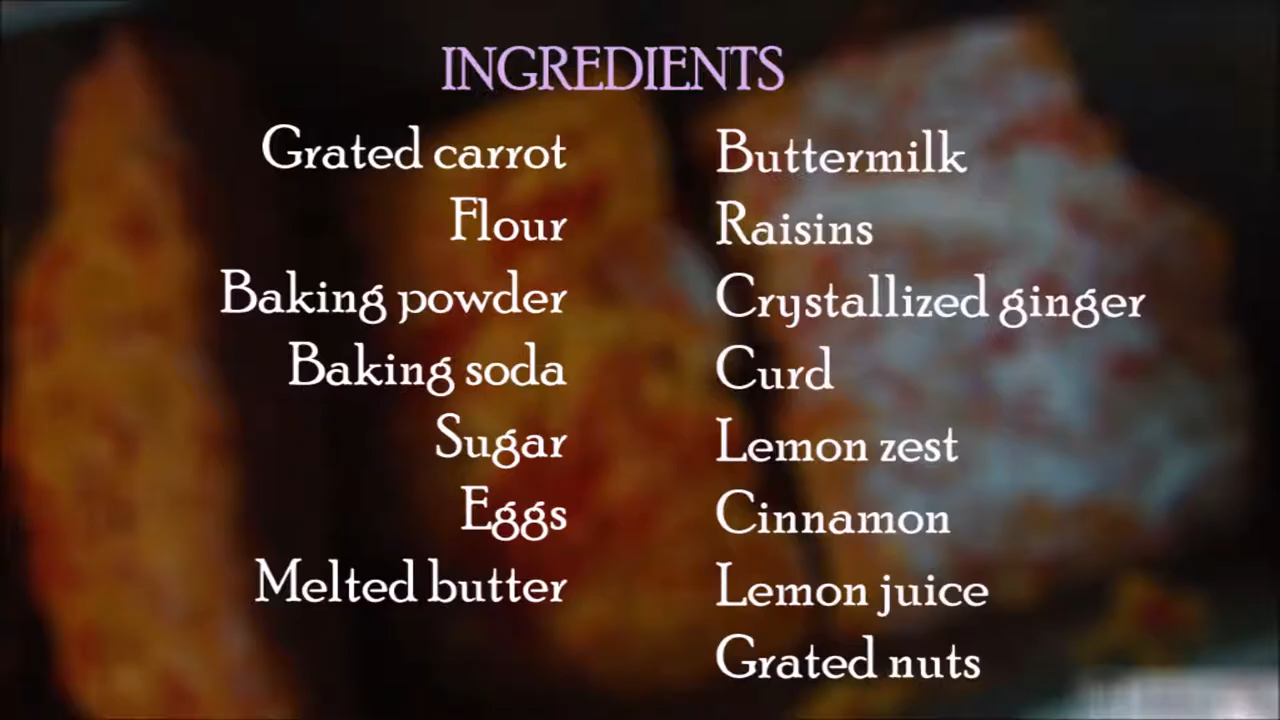 INGREDIENTS
Grated carrot
Flour
Baking powder
Baking soda
Sugar
Eggs
Melted butter
Buttermilk
Raisins
Crystallized ginger
Curd
Lemon zest
Cinnamon
Lemon juice
Grated nuts